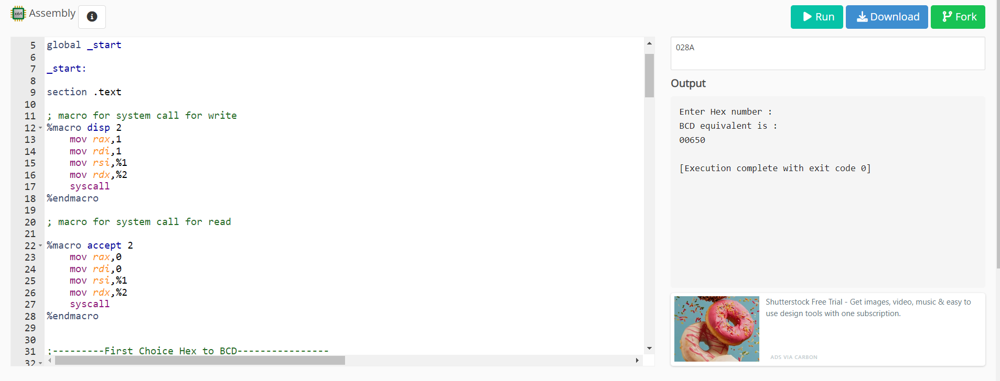 x64 Assembly
Run
Download
Fork
5 global _start
6
7 _start:
8
9 section .text
10
11 ; macro for system call for write
12 %macro disp 2
13 mov rax,1
14 mov rdi,1
15 mov rsi,%1
16 mov rdx,%2
17 syscall
18 %endmacro
19
20 ; macro for system call for read
21
22 %macro accept 2
23 mov rax,0
24 mov rdi,0
25 mov rsi,%1
26 mov rdx,%2
27 syscall
28 %endmacro
29
30
31 ;---------First Choice Hex to BCD----------------
32
028A
Output
Enter Hex number :
BCD equivalent is :
00650
[Execution complete with exit code 0]
Shutterstock Free Trial - Get images, video, music & easy to
use design tools with one subscription.
ADS VIA CARBON